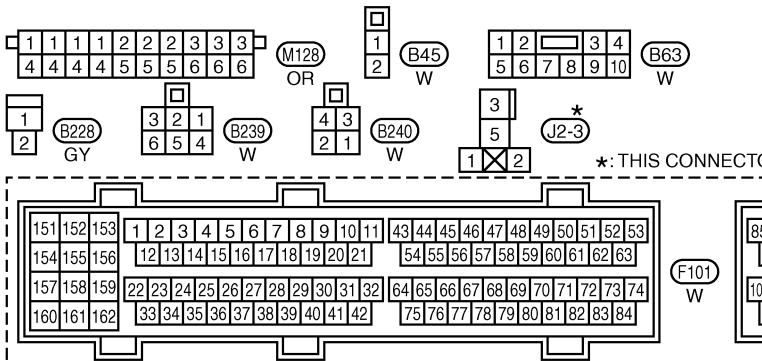 1 1 1 1 2 2 2 3 3 3
4 4 4 4 5 5 5 6 6 6
M128
OR
1
2
B45
W
1 2 3 4
5 6 7 8 9 10
B63
W
1
2
B228
GY
3 2 1
6 5 4
B239
W
4 3
2 1
B240
W
3
5
1 2
*
J2-3
*: THIS CONNECTO
151 152 153
154 155 156
157 158 159
160 161 162
1 2 3 4 5 6 7 8 9 10 11
12 13 14 15 16 17 18 19 20 21
22 23 24 25 26 27 28 29 30 31 32
33 34 35 36 37 38 39 40 41 42
43 44 45 46 47 48 49 50 51 52 53
54 55 56 57 58 59 60 61 62 63
64 65 66 67 68 69 70 71 72 73 74
75 76 77 78 79 80 81 82 83 84
F101
W
85
10